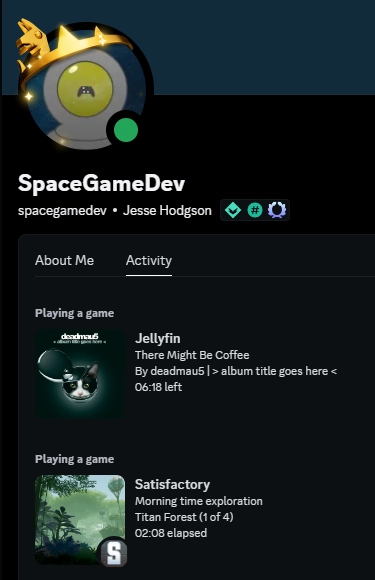 SpaceGameDev
spacegamedev • Jesse Hodgson
About Me
Activity
Playing a game
deadmau5
> album title goes here <
Jellyfin
There Might Be Coffee
By deadmau5 | > album title goes here <
06:18 left
Playing a game
S
Satisfactory
Morning time exploration
Titan Forest (1 of 4)
02:08 elapsed